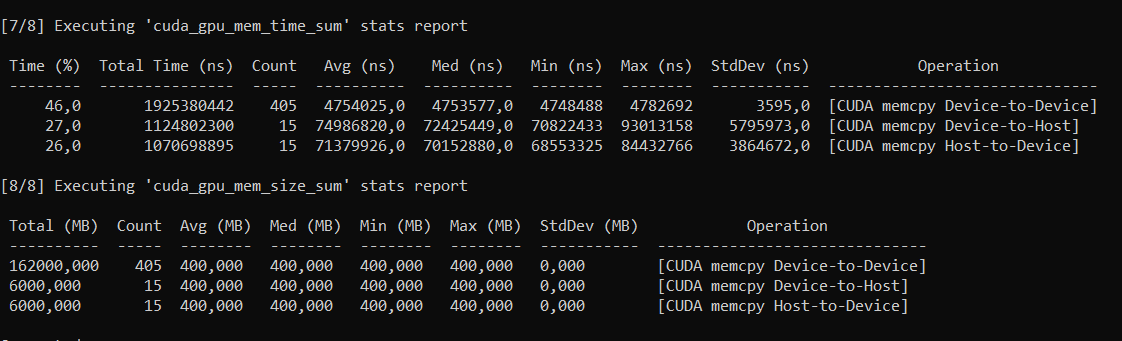 [7/8] Executing 'cuda_gpu_mem_time_sum' stats report
Time (%)  Total Time (ns)  Count   Avg (ns)    Med (ns)   Min (ns)  Max (ns)  StdDev (ns)            Operation
--------  ---------------  -----  ----------  ----------  --------  --------  -----------  ------------------------------
46,0       1925380442    405   4754025,0   4753577,0   4748488   4782692       3595,0  [CUDA memcpy Device-to-Device]
27,0       1124802300     15  74986820,0  72425449,0  70822433  93013158    5795973,0  [CUDA memcpy Device-to-Host]
26,0       1070698895     15  71379926,0  70152880,0  68553325  84432766    3864672,0  [CUDA memcpy Host-to-Device]
[8/8] Executing 'cuda_gpu_mem_size_sum' stats report
Total (MB)  Count  Avg (MB)  Med (MB)  Min (MB)  Max (MB)  StdDev (MB)            Operation
----------  -----  --------  --------  --------  --------  -----------  ------------------------------
162000,000    405  400,000   400,000   400,000   400,000   0,000        [CUDA memcpy Device-to-Device]
6000,000       15  400,000   400,000   400,000   400,000   0,000        [CUDA memcpy Device-to-Host]
6000,000       15  400,000   400,000   400,000   400,000   0,000        [CUDA memcpy Host-to-Device]